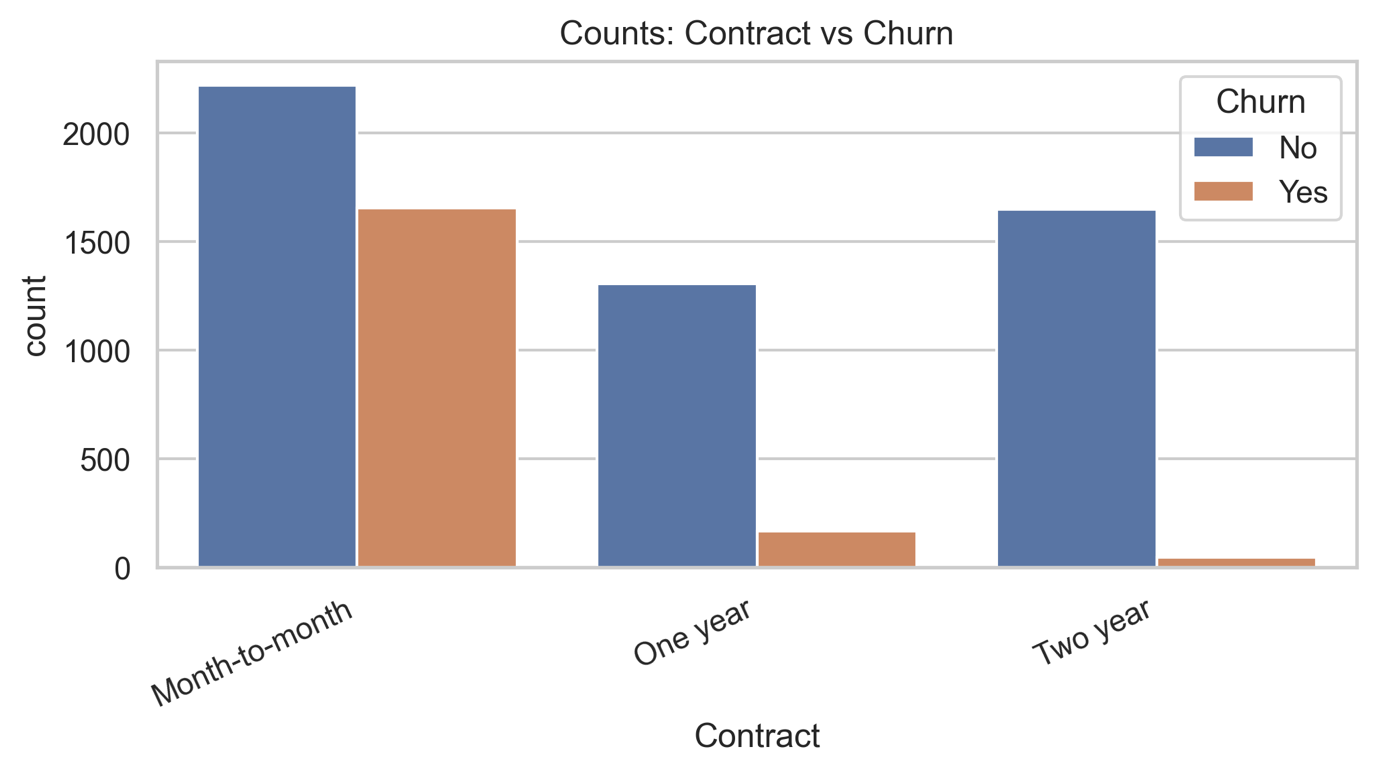 Counts: Contract vs Churn
Churn
No
Yes
2000
1500
1000
500
0
count
Month-to-month
One year
Two year
Contract